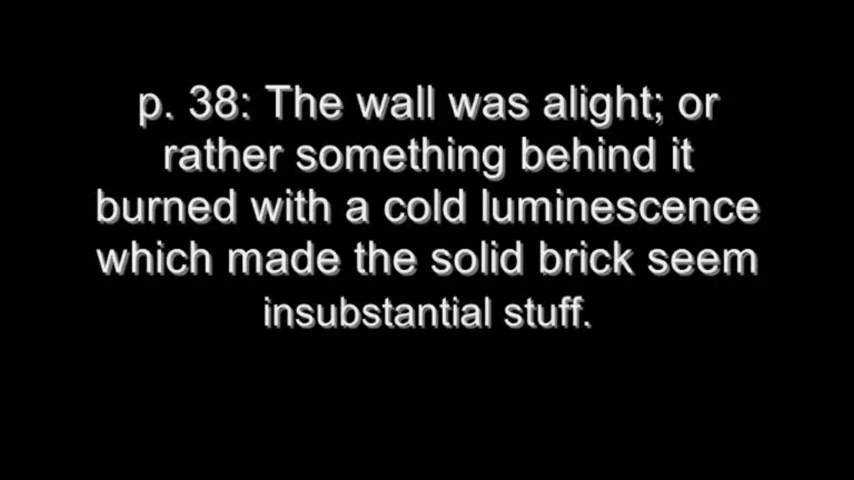 p. 38: The wall was alight; or
rather something behind it
burned with a cold luminescence
which made the solid brick seem
insubstantial stuff.